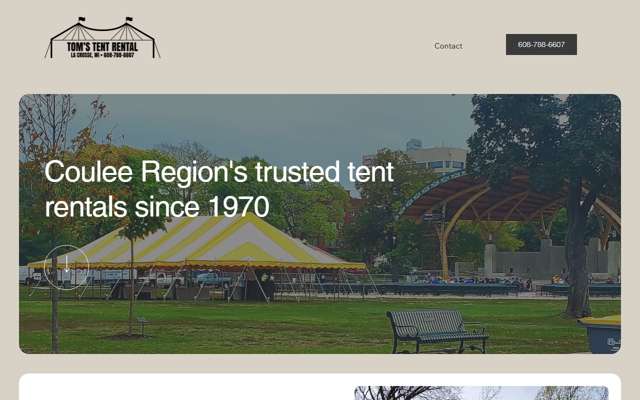 TOM'S TENT RENTAL
LA CROSSE, WI • 608-788-6607
Contact
608-788-6607
Coulee Region's trusted tent
rentals since 1970